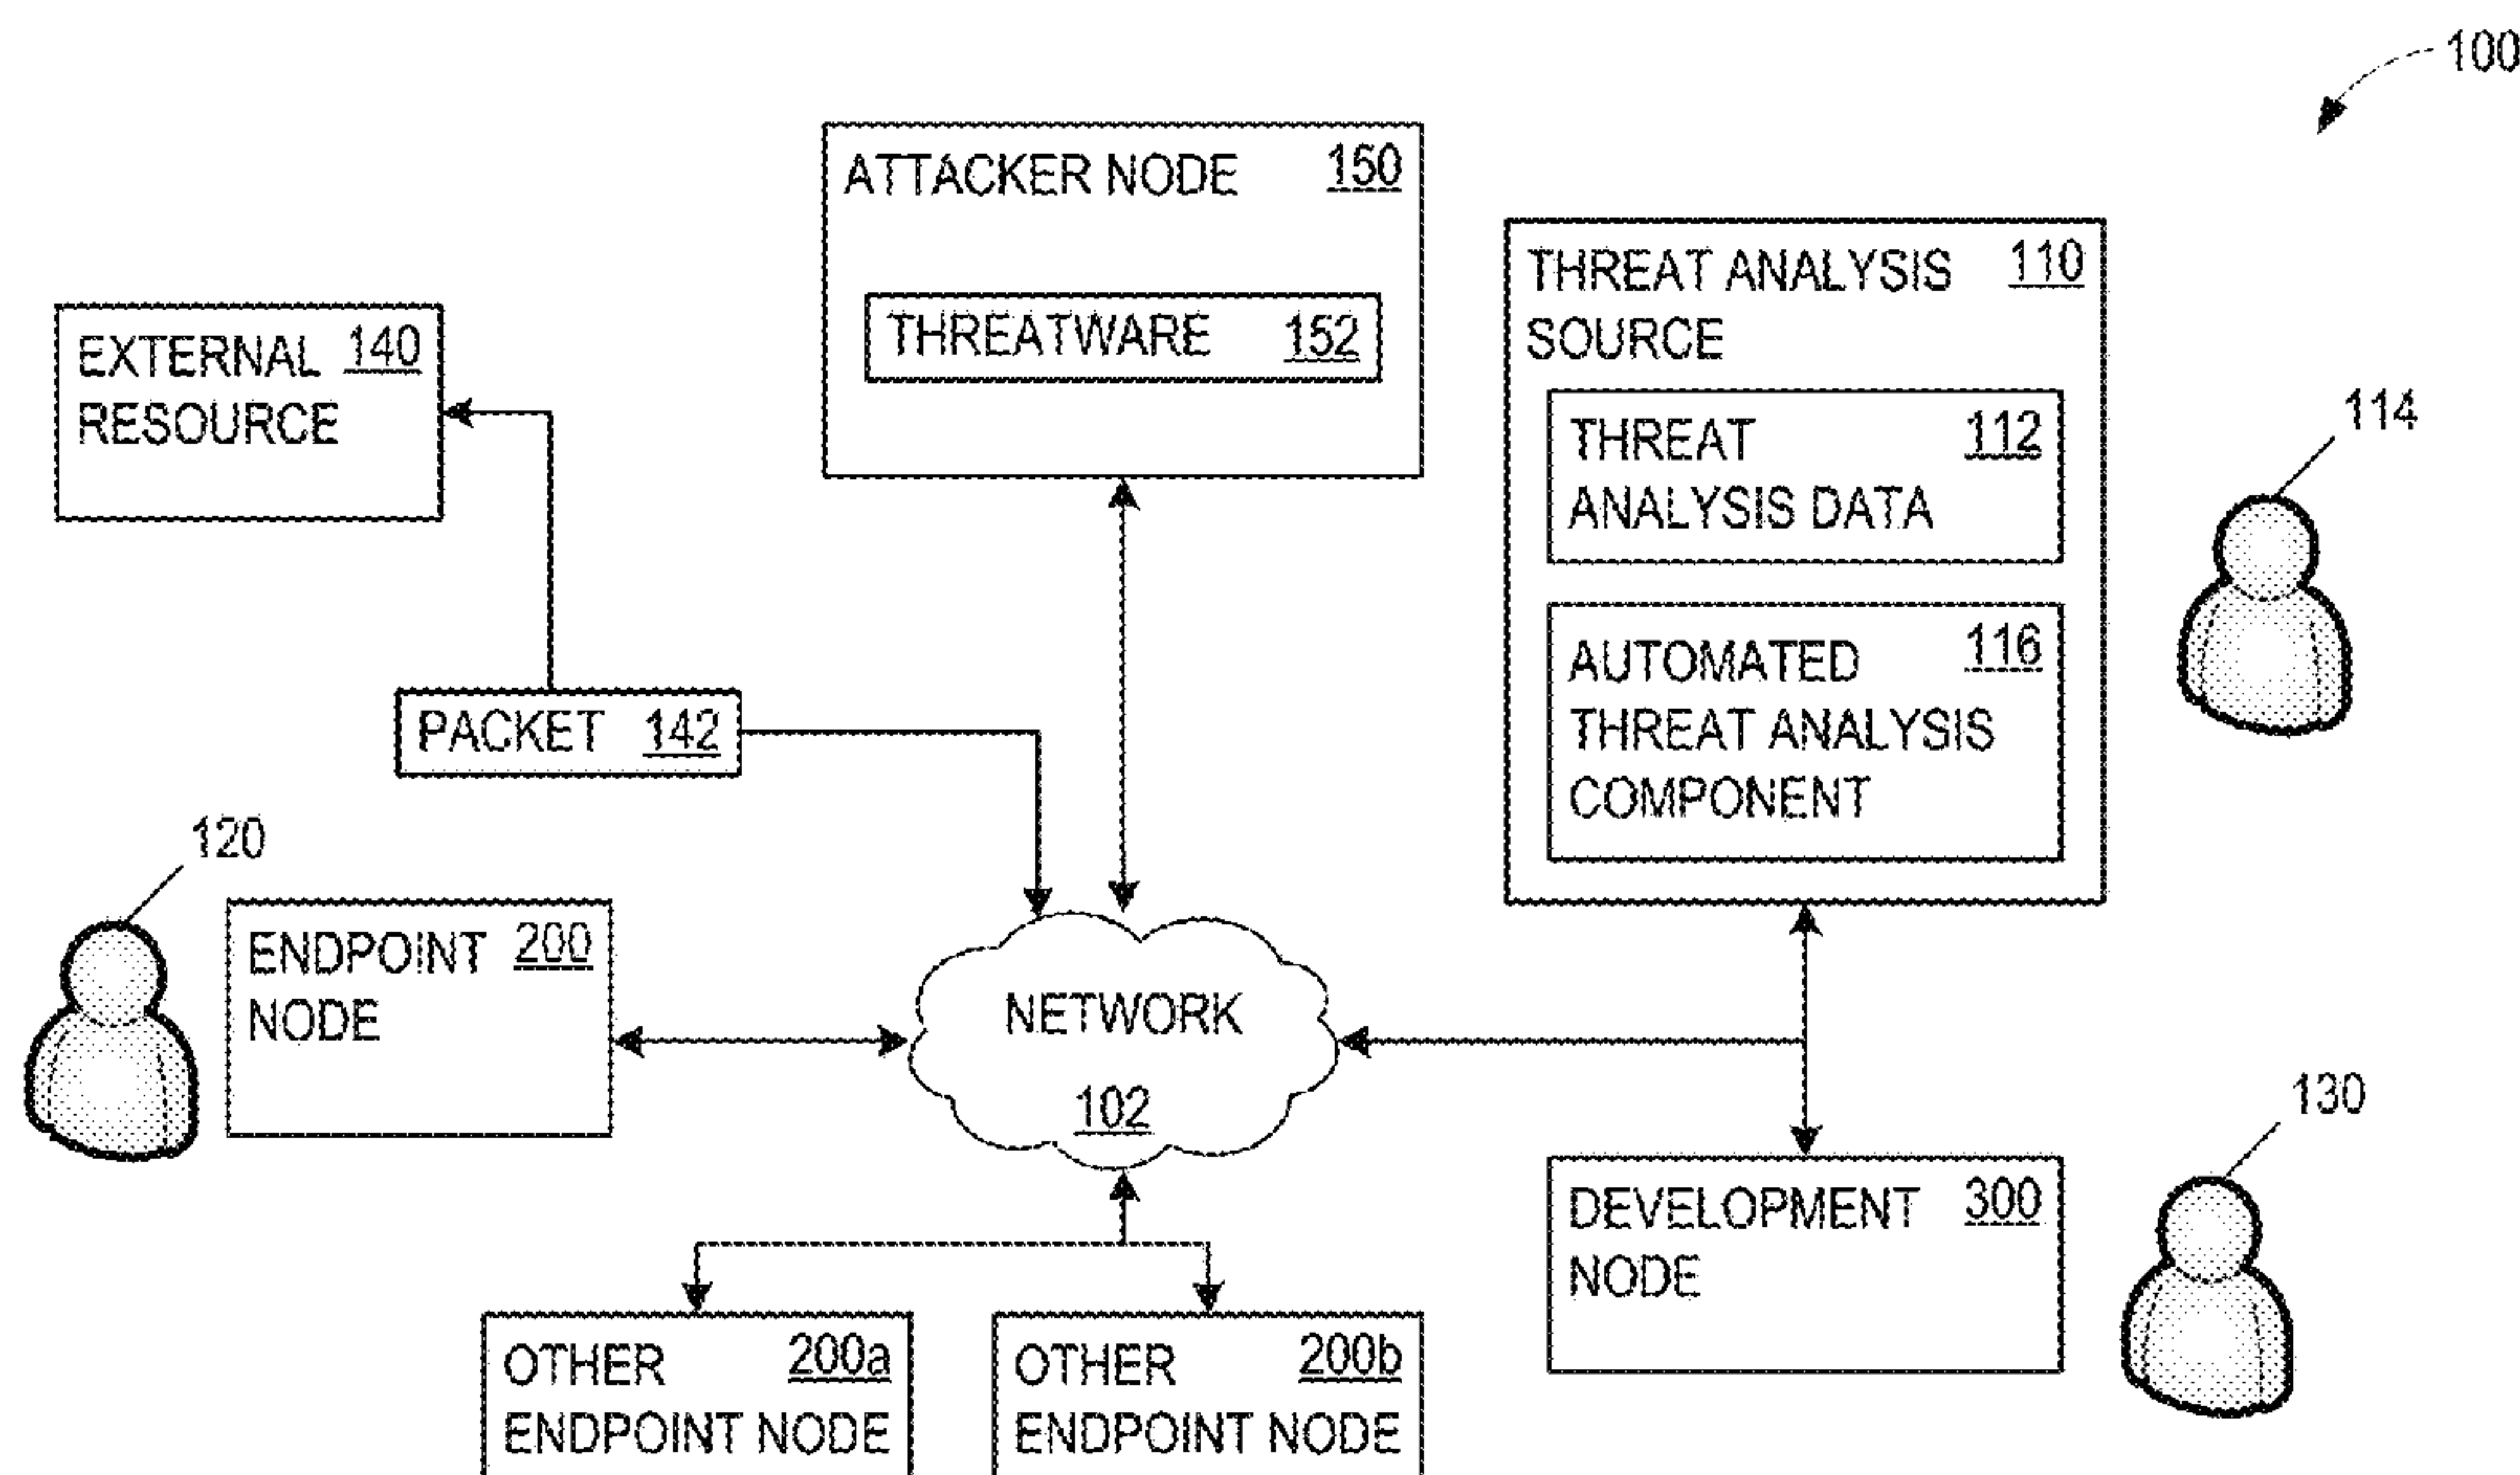 100
ATTACKER NODE 150
THREATWARE 152
THREAT ANALYSIS 110
SOURCE
THREAT 112
ANALYSIS DATA
AUTOMATED 116
THREAT ANALYSIS
COMPONENT
114
EXTERNAL 140
RESOURCE
PACKET 142
120
ENDPOINT 200
NODE
NETWORK
102
130
DEVELOPMENT 300
NODE
OTHER 200a
ENDPOINT NODE
OTHER 200b
ENDPOINT NODE